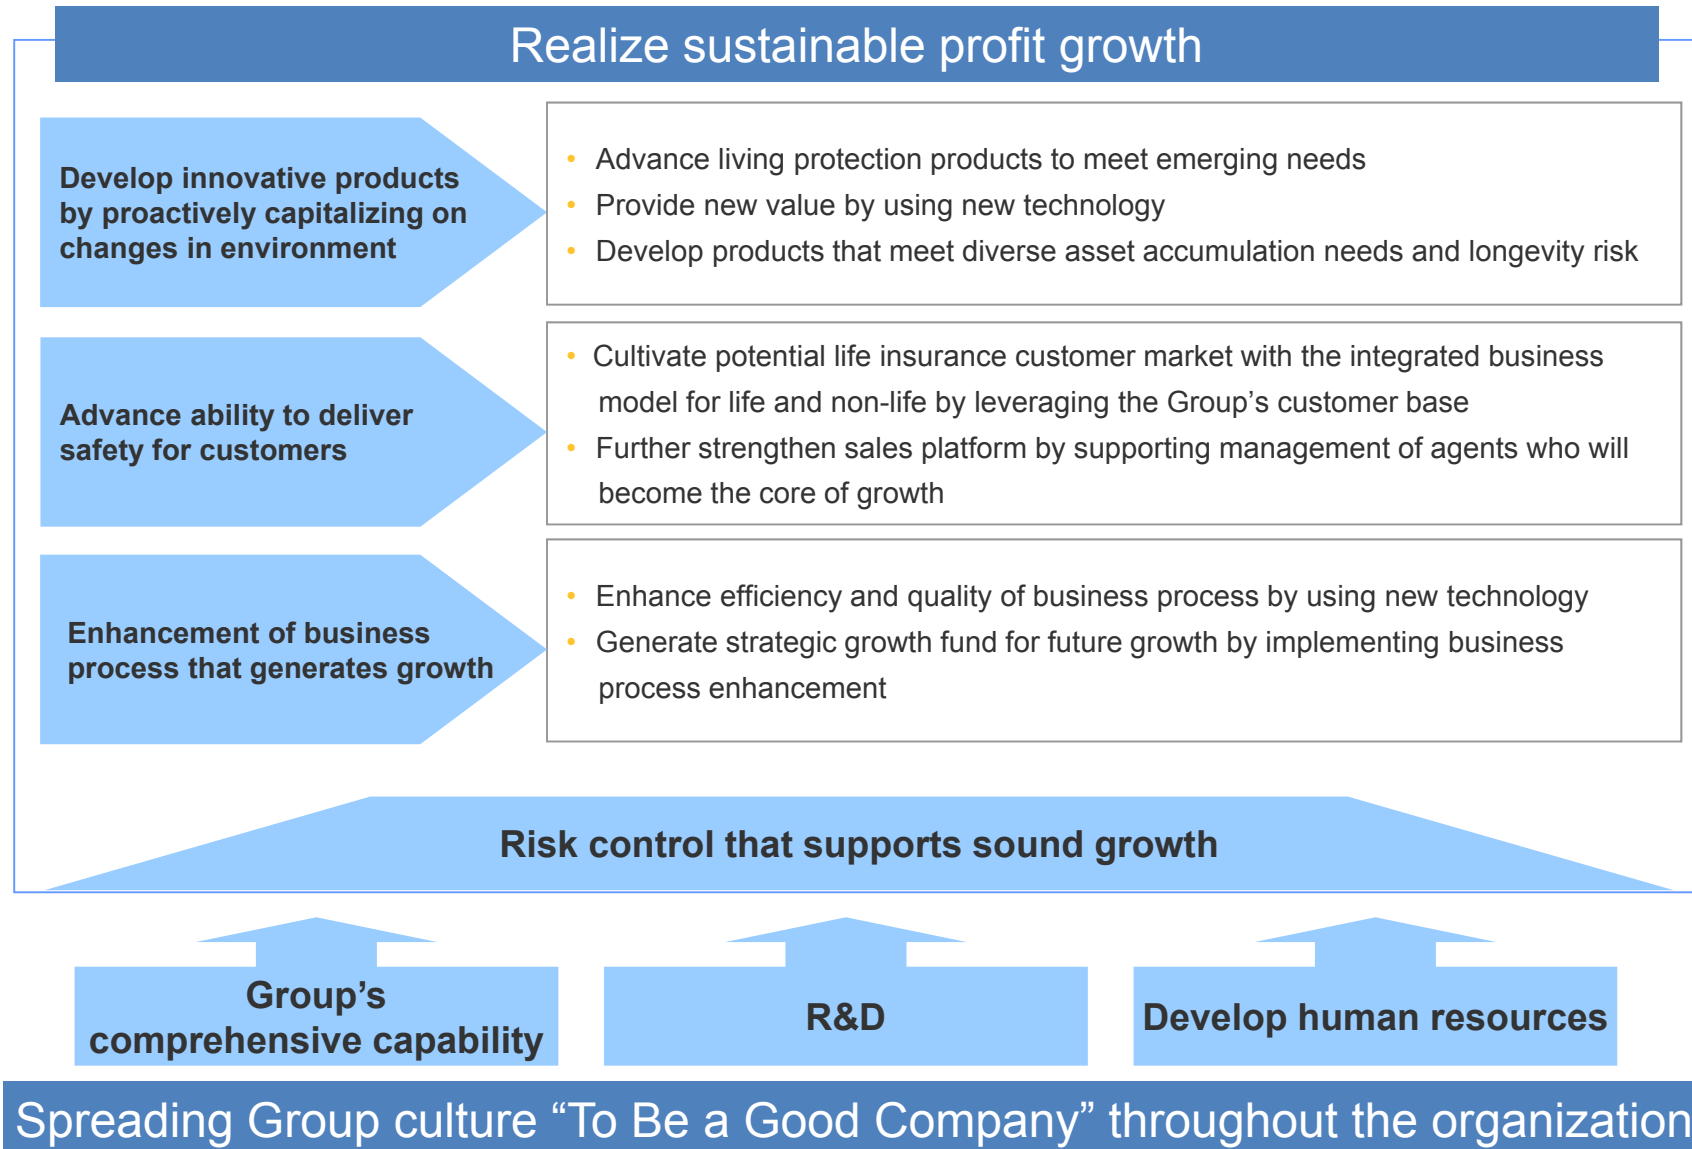 Realize sustainable profit growth
Develop innovative products
by proactively capitalizing on
changes in environment
• Advance living protection products to meet emerging needs
• Provide new value by using new technology
• Develop products that meet diverse asset accumulation needs and longevity risk
Advance ability to deliver
safety for customers
• Cultivate potential life insurance customer market with the integrated business
model for life and non-life by leveraging the Group’s customer base
• Further strengthen sales platform by supporting management of agents who will
become the core of growth
Enhancement of business
process that generates growth
• Enhance efficiency and quality of business process by using new technology
• Generate strategic growth fund for future growth by implementing business
process enhancement
Risk control that supports sound growth
Group’s
comprehensive capability
R&D
Develop human resources
Spreading Group culture “To Be a Good Company” throughout the organization